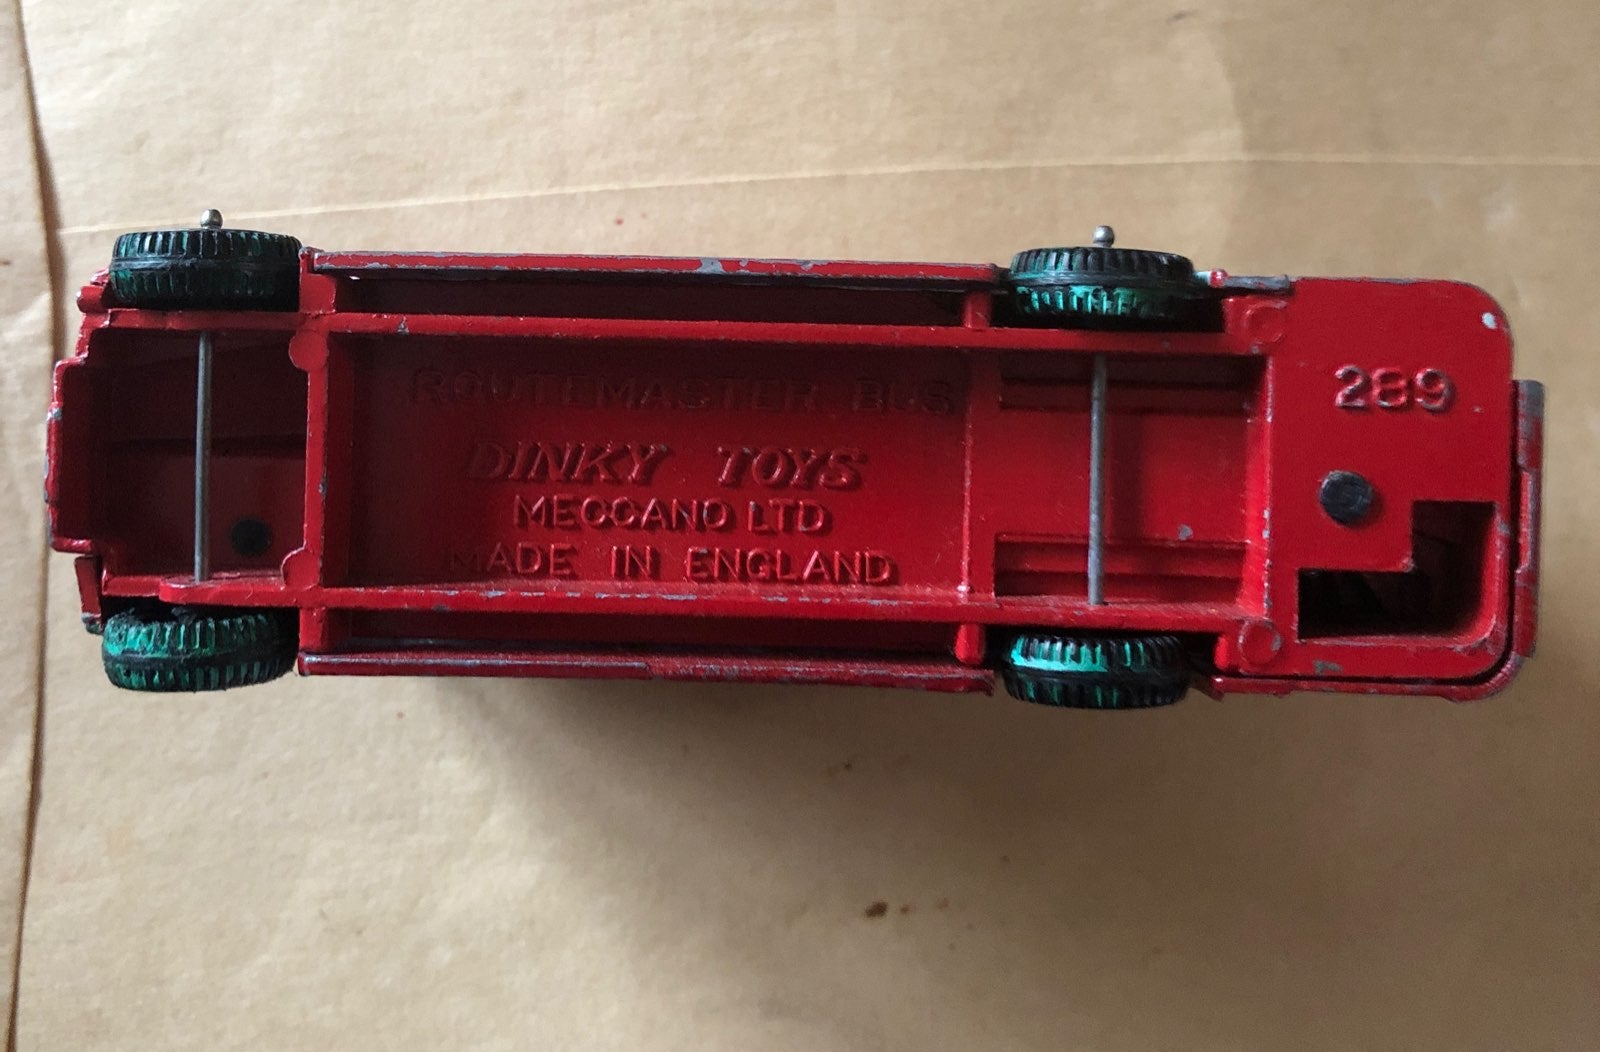 ROUTEMASTER BUS
DINKY TOYS
MECCANO LTD
MADE IN ENGLAND
289